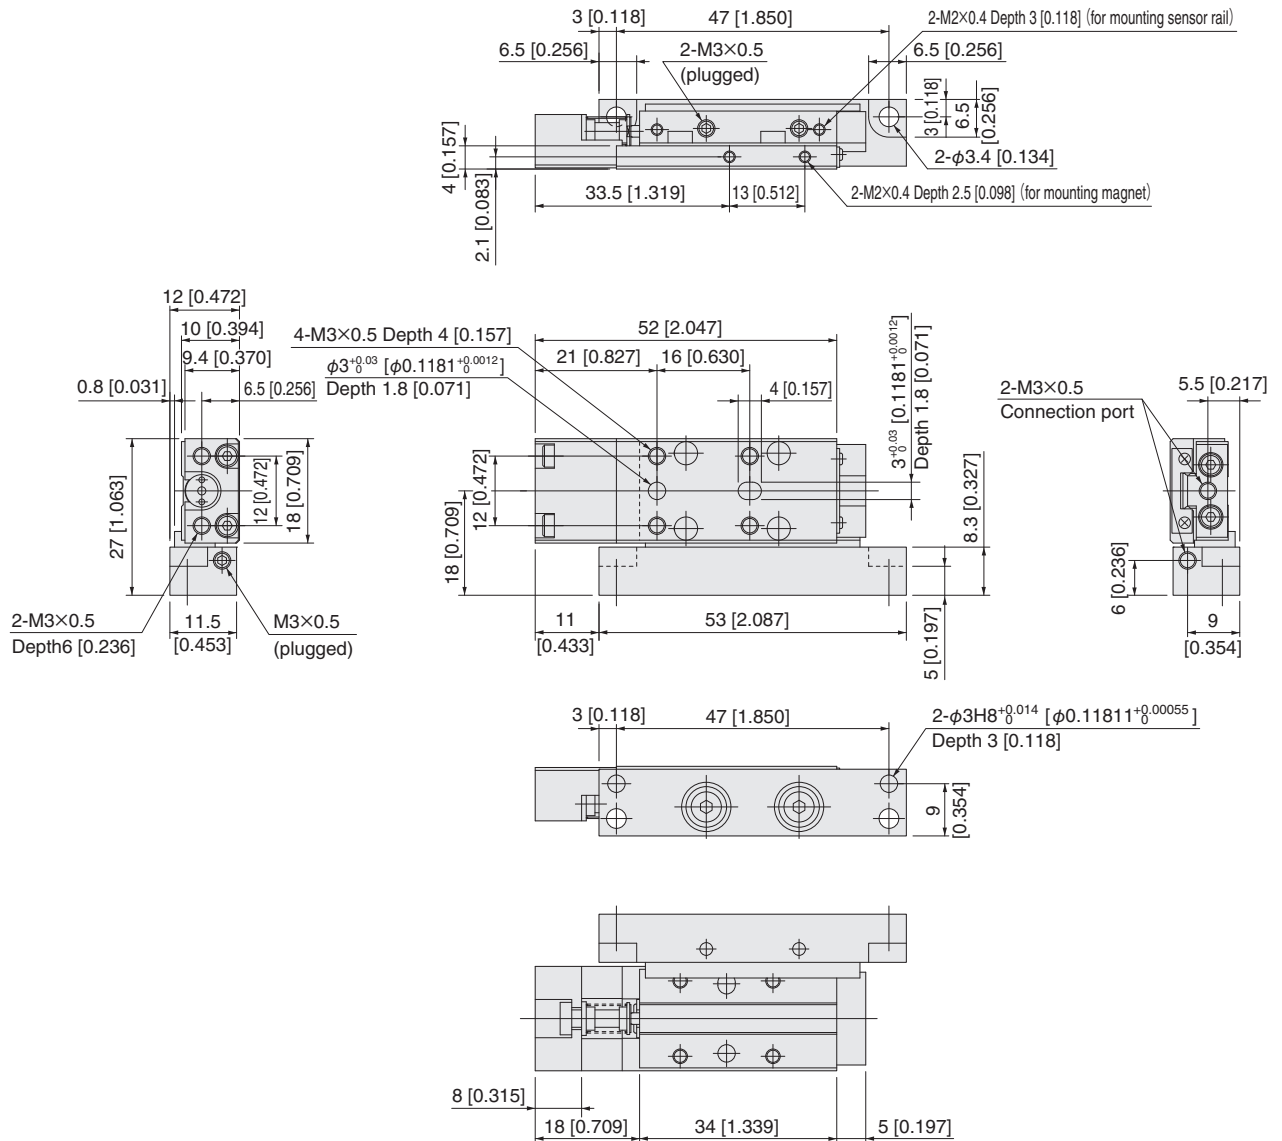 3 [0.118]
47 [1.850]
2-M2×0.4 Depth 3 [0.118] (for mounting sensor rail)
6.5 [0.256]
2-M3×0.5
(plugged)
6.5 [0.256]
3 [0.118]
6.5
[0.256]
4 [0.157]
2.1 [0.083]
33.5 [1.319]
13 [0.512]
2-φ3.4 [0.134]
2-M2×0.4 Depth 2.5 [0.098] (for mounting magnet)
12 [0.472]
10 [0.394]
9.4 [0.370]
0.8 [0.031]
6.5 [0.256]
27 [1.063]
12 [0.472]
18 [0.709]
2-M3×0.5
Depth6 [0.236]
11.5
[0.453]
M3×0.5
(plugged)
4-M3×0.5 Depth 4 [0.157]
φ3 +0.03 0 [φ0.1181 +0.0012 0]
Depth 1.8 [0.071]
52 [2.047]
21 [0.827]
16 [0.630]
4 [0.157]
3 +0.03 0 [0.1181 +0.0012 0]
Depth 1.8 [0.071]
12 [0.472]
18 [0.709]
8.3 [0.327]
11
[0.433]
53 [2.087]
5 [0.197]
2-M3×0.5
Connection port
5.5 [0.217]
6 [0.236]
9
[0.354]
3 [0.118]
47 [1.850]
2-φ3H8 +0.014 0 [φ0.11811 +0.00055 0]
Depth 3 [0.118]
9
[0.354]
8 [0.315]
18 [0.709]
34 [1.339]
5 [0.197]